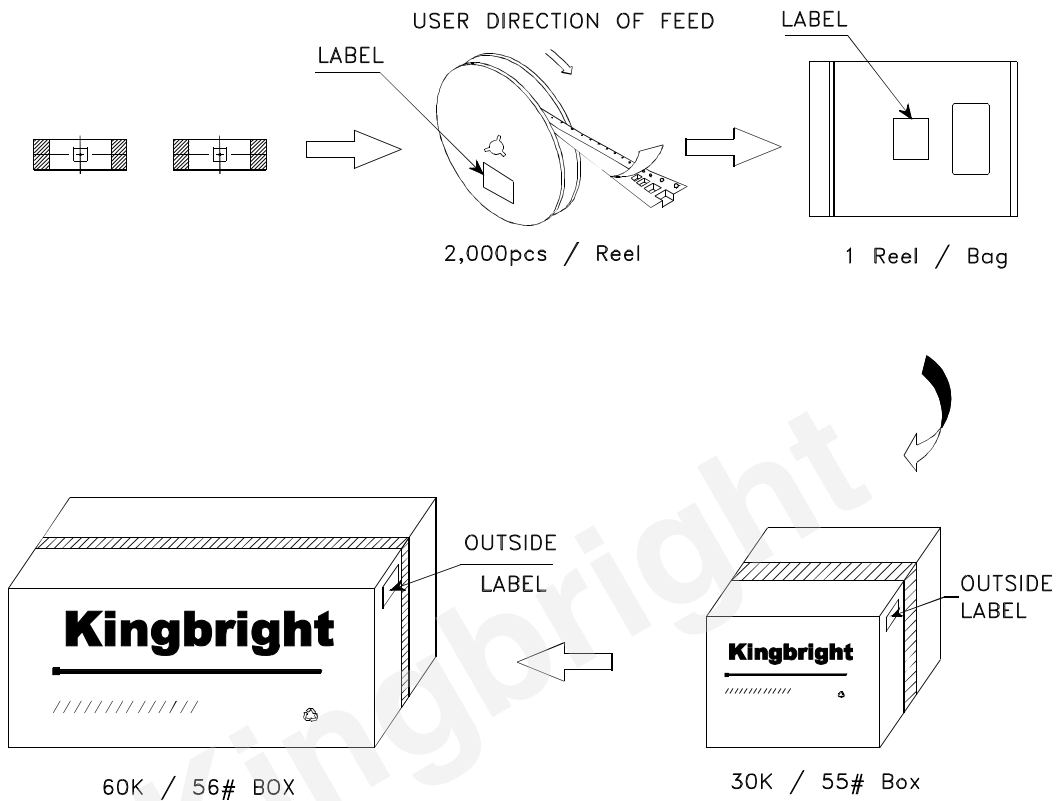 USER DIRECTION OF FEED
LABEL
LABEL
2,000pcs / Reel
1 Reel / Bag
OUTSIDE
LABEL
OUTSIDE
LABEL
Kingbright
Kingbright
60K / 56# BOX
30K / 55# Box
Kingbright